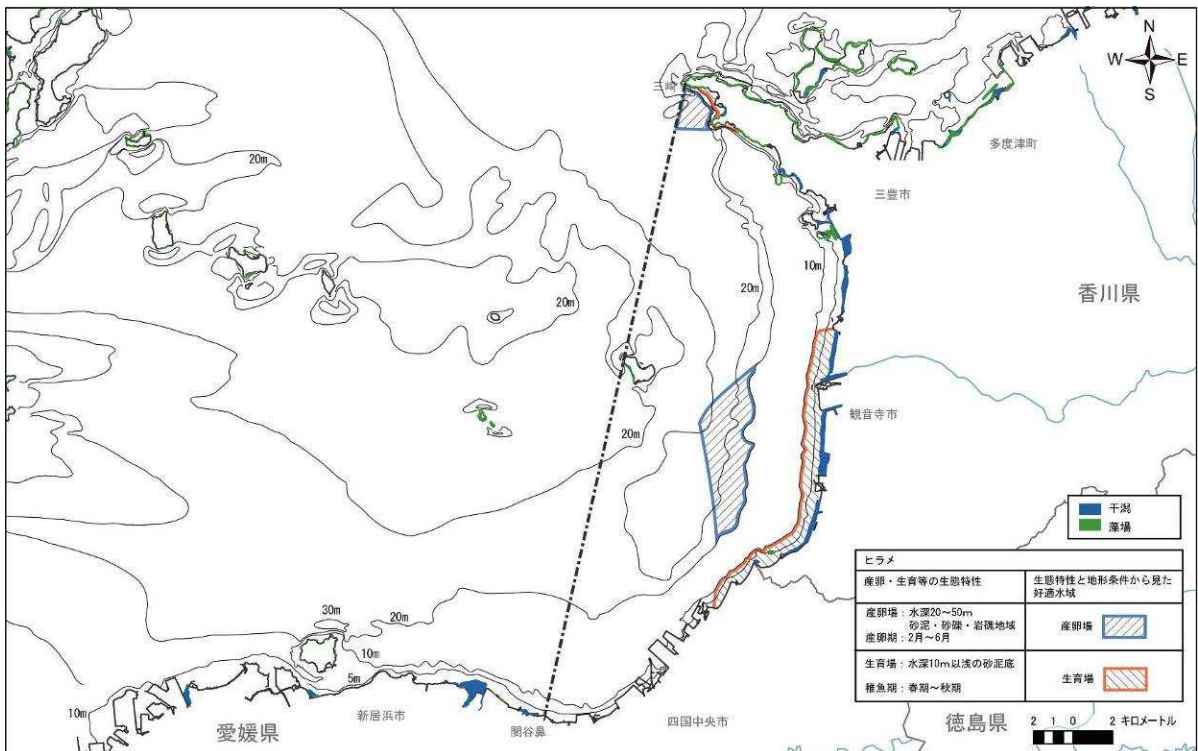 N
W E
S
三崎
多度津町
20m
三豊市
10m
20m
20m
香川県
観音寺市
20m
干潟
藻場
ヒラメ
産卵・生育等の生態特性
生態特性と地形条件から見た
好適水域
産卵場：水深20～50m
砂泥・砂礫・岩礁地域
産卵期：2月～6月
産卵場
生育場：水深10m以浅の砂泥底
稚魚期：春期～秋期
生育場
30m
20m
10m
5m
10m
新居浜市
愛媛県
関谷鼻
四国中央市
徳島県
2 1 0 2 キロメートル